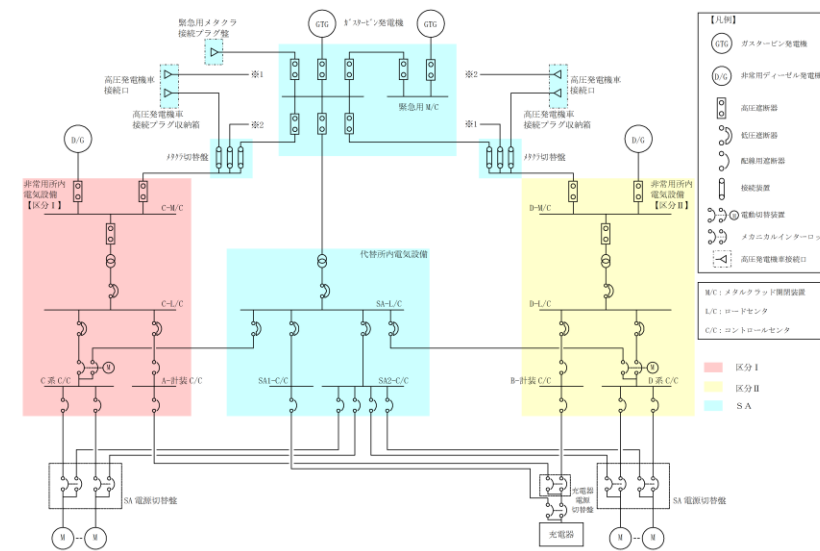 緊急用メタクラ
接続プラグ盤
GTG
ガスタービン発電機
GTG
高圧発電機車
接続口
※1
※2
高圧発電機車
接続口
緊急用 M/C
高圧発電機車
接続プラグ収納箱
※2
※1
高圧発電機車
接続プラグ収納箱
D/G
メタクラ切替盤
メタクラ切替盤
D/G
非常用所内
電気設備
【区分Ⅰ】
C-M/C
D-M/C
非常用所内
電気設備
【区分Ⅱ】
代替所内電気設備
C-L/C
SA-L/C
D-L/C
M
M
C 系 C/C
A-計装 C/C
SA1-C/C
SA2-C/C
B-計装 C/C
D 系 C/C
SA 電源切替盤
充電器
電源
切替盤
SA 電源切替盤
M
M
充電器
M
M
【凡例】
GTG
ガスタービン発電機
D/G
非常用ディーゼル発電機
高圧遮断器
低圧遮断器
配線用遮断器
接続装置
M
電動切替装置
メカニカルインターロッ
高圧発電機車接続口
M/C：メタルクラッド開閉装置
L/C：ロードセンタ
C/C：コントロールセンタ
区分Ⅰ
区分Ⅱ
ＳＡ